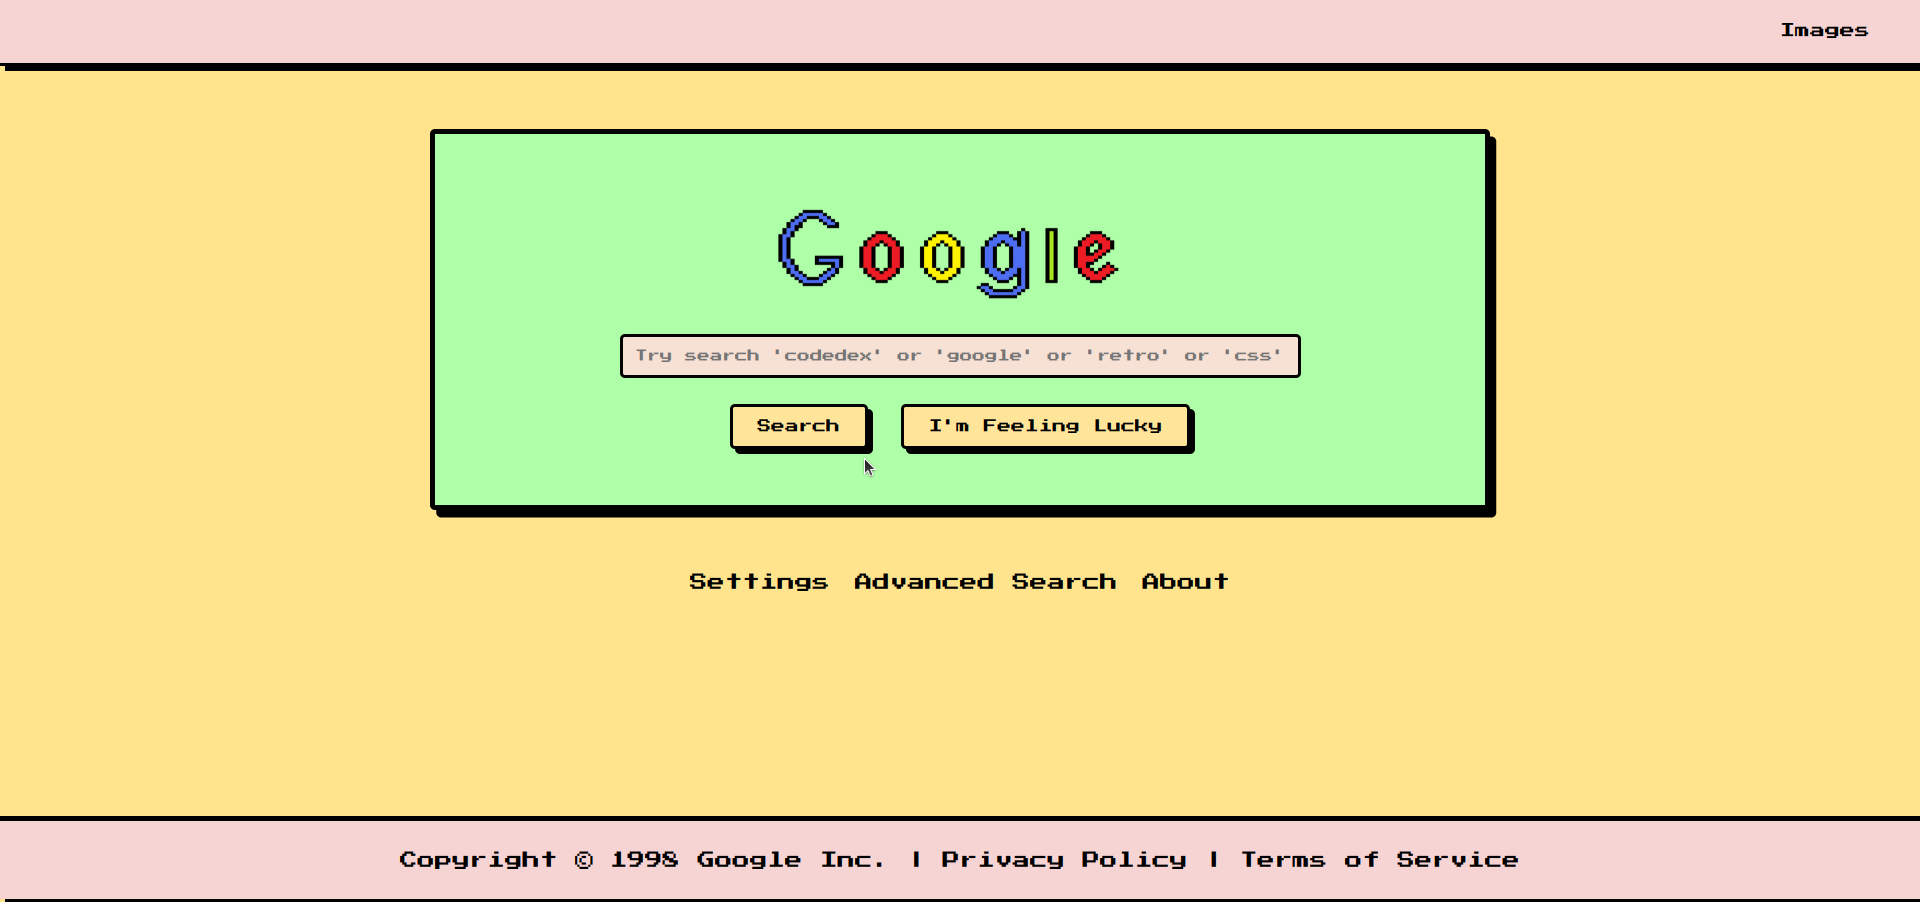 Images
Google
Try search 'codedex' or 'google' or 'retro' or 'css'
Search
I'm Feeling Lucky
Settings Advanced Search About
Copyright © 1998 Google Inc. | Privacy Policy | Terms of Service